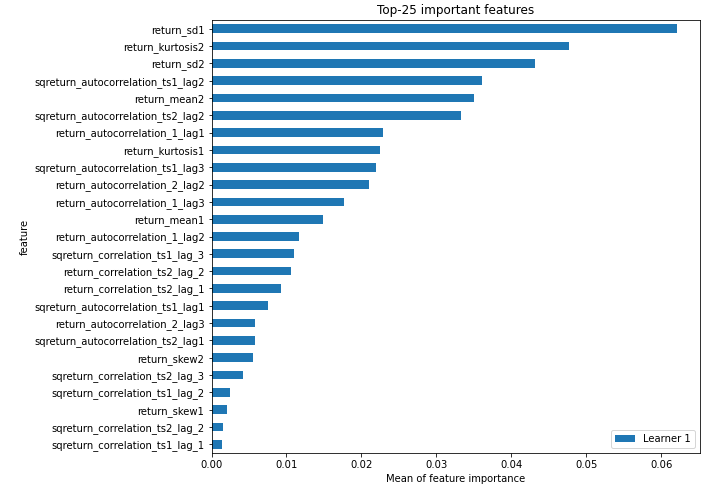 Top-25 important features
return_sd1
return_kurtosis2
return_sd2
sqreturn_autocorrelation_ts1_lag2
return_mean2
sqreturn_autocorrelation_ts2_lag2
return_autocorrelation_1_lag1
return_kurtosis1
sqreturn_autocorrelation_ts1_lag3
return_autocorrelation_2_lag2
return_autocorrelation_1_lag3
return_mean1
return_autocorrelation_1_lag2
sqreturn_correlation_ts1_lag_3
return_correlation_ts2_lag_2
return_correlation_ts2_lag_1
sqreturn_autocorrelation_ts1_lag1
return_autocorrelation_2_lag3
sqreturn_autocorrelation_ts2_lag1
return_skew2
sqreturn_correlation_ts2_lag_3
sqreturn_correlation_ts1_lag_2
return_skew1
sqreturn_correlation_ts2_lag_2
sqreturn_correlation_ts1_lag_1
feature
Learner 1
0.00 0.01 0.02 0.03 0.04 0.05 0.06
Mean of feature importance